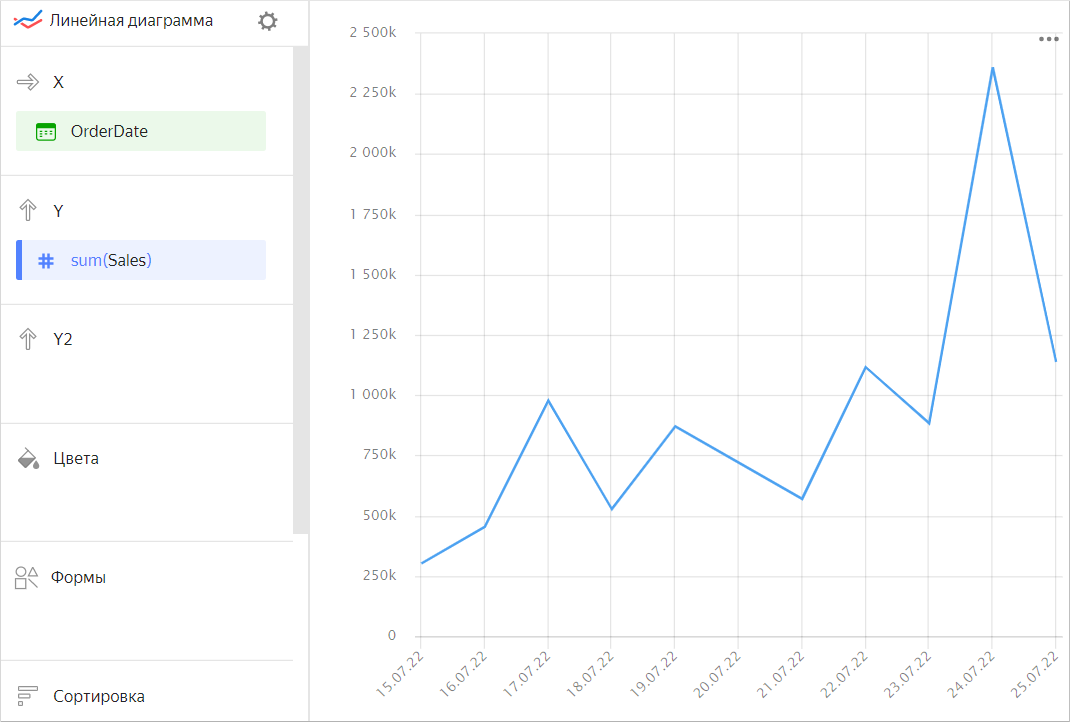 Линейная диаграмма
X
OrderDate
Y
sum(Sales)
Y2
Цвета
Формы
Сортировка
2 500k
2 250k
2 000k
1 750k
1 500k
1 250k
1 000k
750k
500k
250k
0
15.07.22
16.07.22
17.07.22
18.07.22
19.07.22
20.07.22
21.07.22
22.07.22
23.07.22
24.07.22
25.07.22